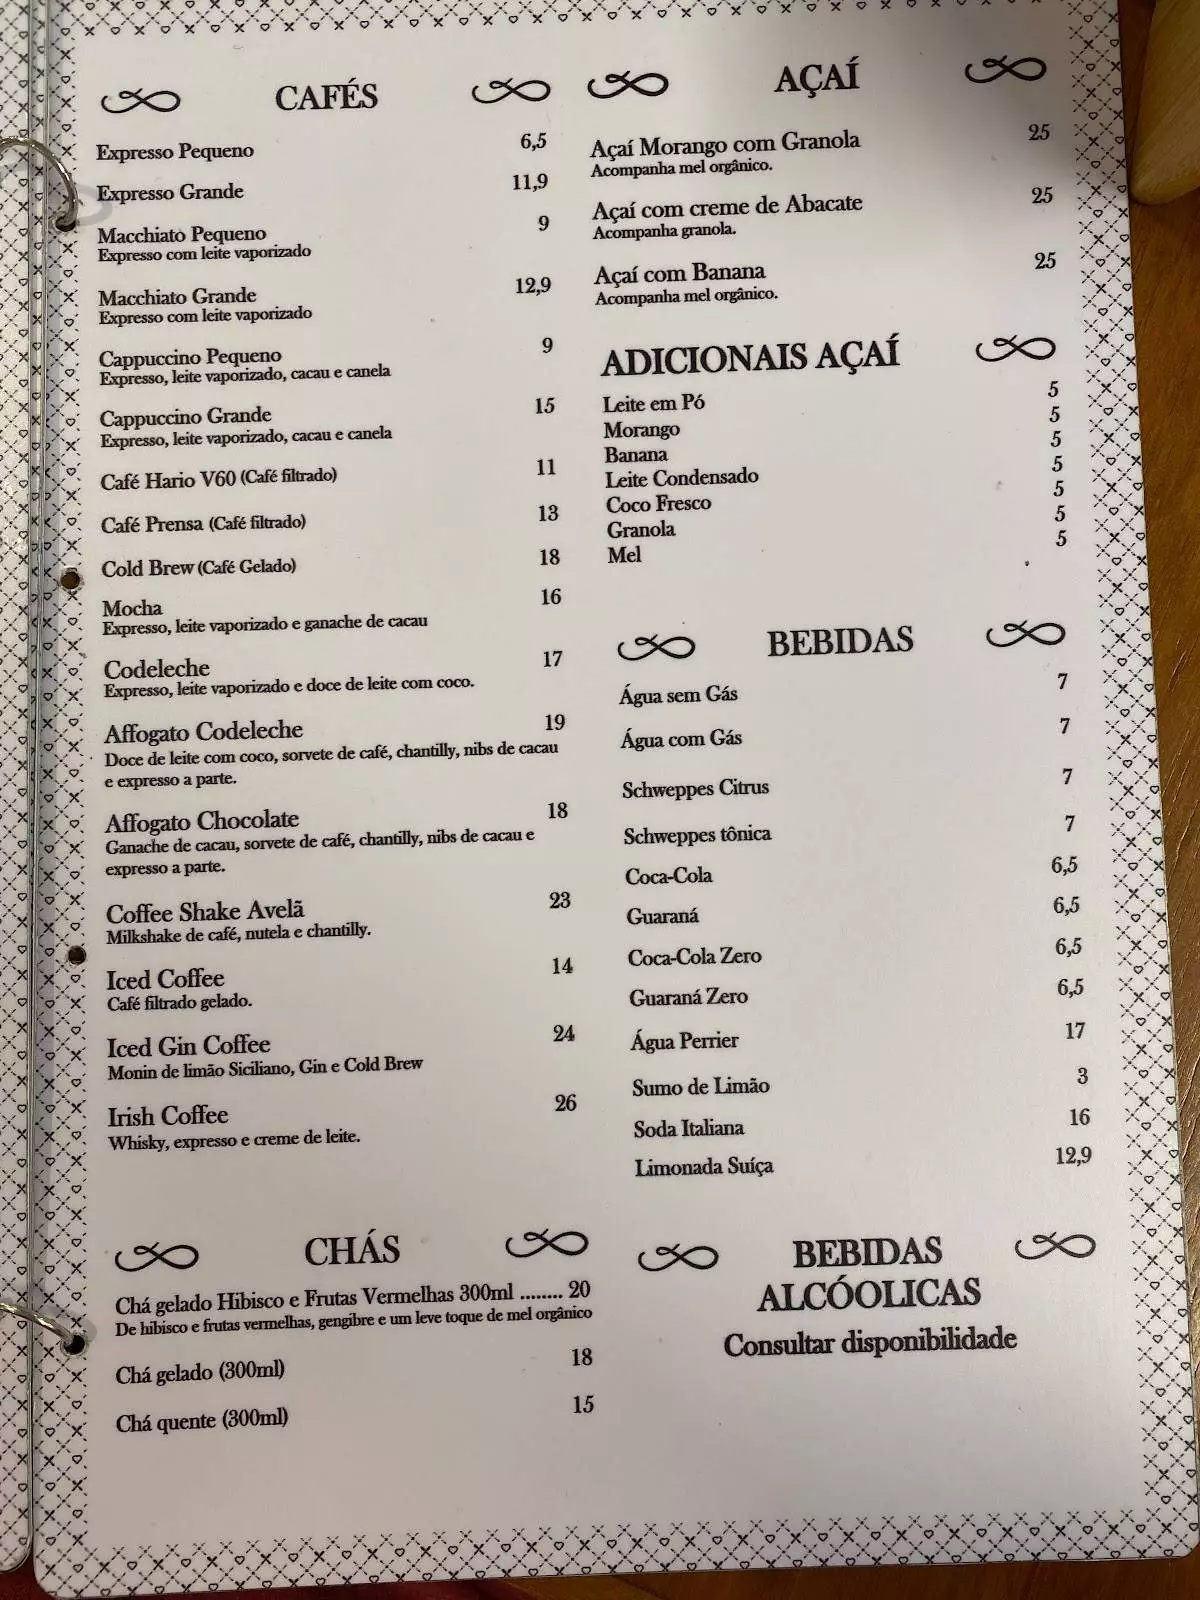 CAFÉS
Expresso Pequeno 6,5
Expresso Grande 11,9
Macchiato Pequeno 9
Expresso com leite vaporizado
Macchiato Grande 12,9
Expresso com leite vaporizado
Cappuccino Pequeno 9
Expresso, leite vaporizado, cacau e canela
Cappuccino Grande 15
Expresso, leite vaporizado, cacau e canela
Café Hario V60 (Café filtrado) 11
Café Prensa (Café filtrado) 13
Cold Brew (Café Gelado) 18
Mocha 16
Expresso, leite vaporizado e ganache de cacau
Codeleche 17
Expresso, leite vaporizado e doce de leite com coco.
Affogato Codeleche 19
Doce de leite com coco, sorvete de café, chantilly, nibs de cacau
e expresso a parte.
Affogato Chocolate 18
Ganache de cacau, sorvete de café, chantilly, nibs de cacau e
expresso a parte.
Coffee Shake Avelã 23
Milkshake de café, nutela e chantilly.
Iced Coffee 14
Café filtrado gelado.
Iced Gin Coffee 24
Monin de limão Siciliano, Gin e Cold Brew
Irish Coffee 26
Whisky, expresso e creme de leite.
CHÁS
Chá gelado Hibisco e Frutas Vermelhas 300ml ........ 20
De hibisco e frutas vermelhas, gengibre e um leve toque de mel orgânico
Chá gelado (300ml) 18
Chá quente (300ml) 15
AÇAÍ
Açaí Morango com Granola 25
Acompanha mel orgânico.
Açaí com creme de Abacate 25
Acompanha granola.
Açaí com Banana 25
Acompanha mel orgânico.
ADICIONAIS AÇAÍ
Leite em Pó 5
Morango 5
Banana 5
Leite Condensado 5
Coco Fresco 5
Granola 5
Mel 5
BEBIDAS
Água sem Gás 7
Água com Gás 7
Schweppes Citrus 7
Schweppes tônica 7
Coca-Cola 6,5
Guaraná 6,5
Coca-Cola Zero 6,5
Guaraná Zero 6,5
Água Perrier 17
Sumo de Limão 3
Soda Italiana 16
Limonada Suíça 12,9
BEBIDAS
ALCÓOLICAS
Consultar disponibilidade